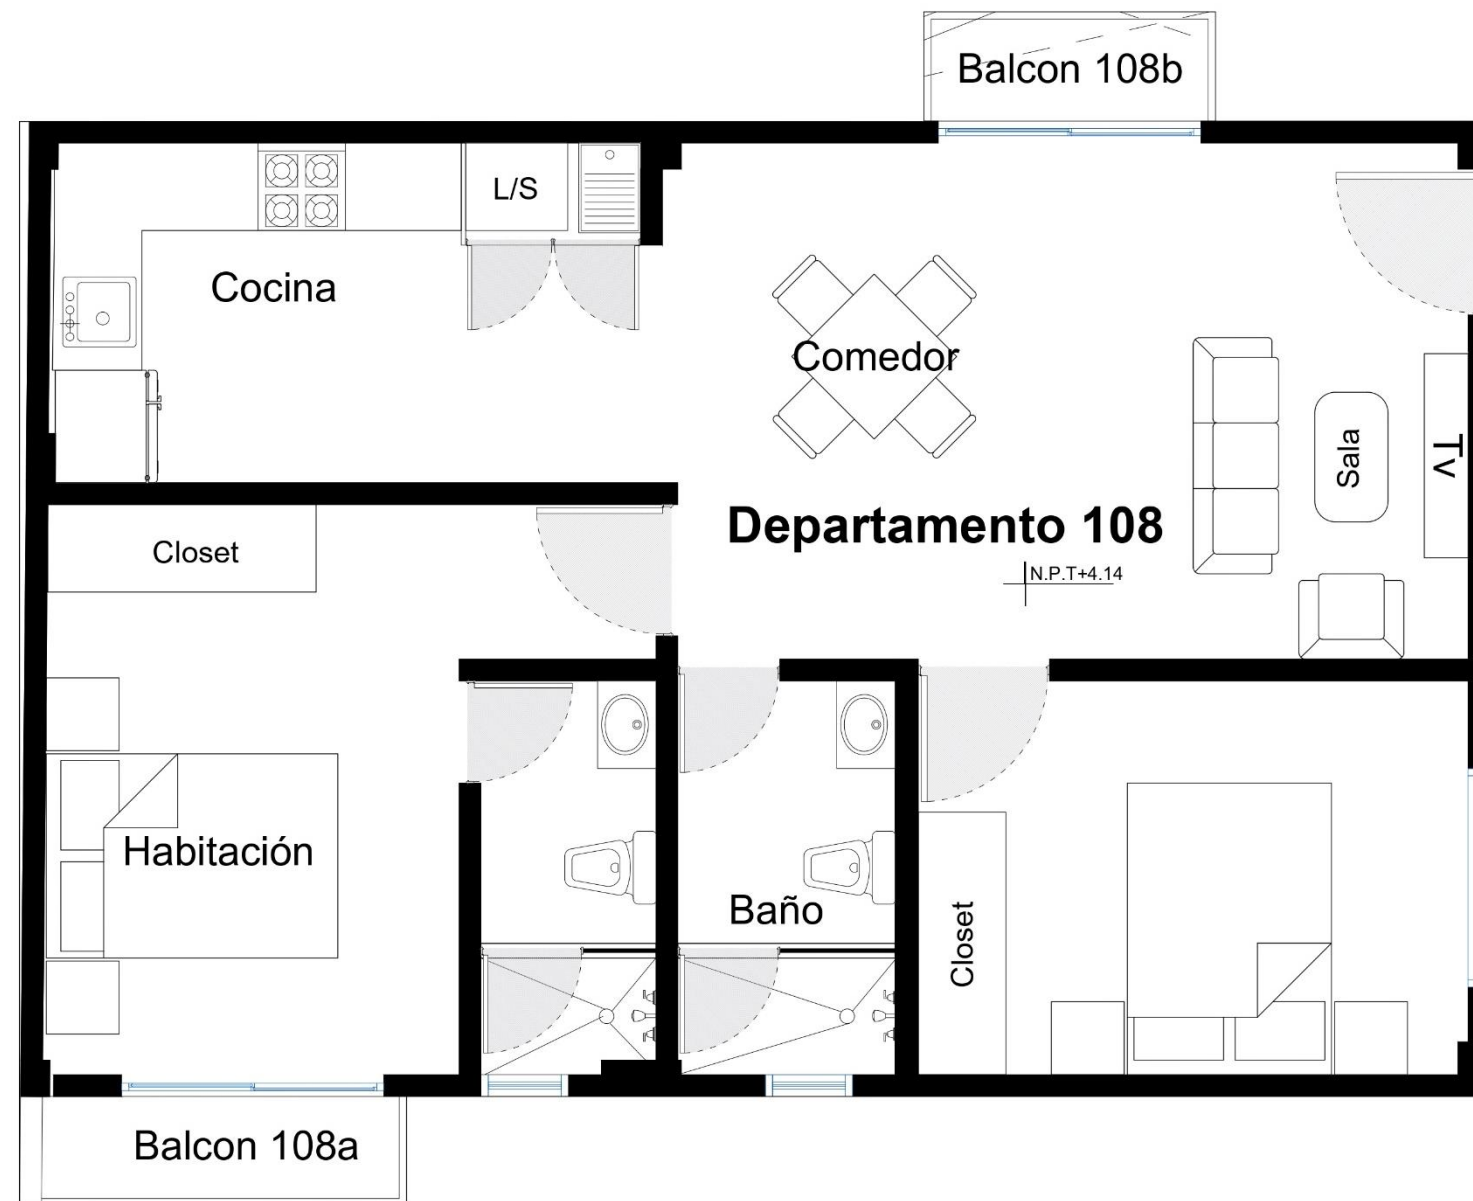 Balcon 108b
L/S
Cocina
Comedor
Sala
Tv
Departamento 108
N.P.T+4.14
Closet
Habitación
Baño
Closet
Balcon 108a